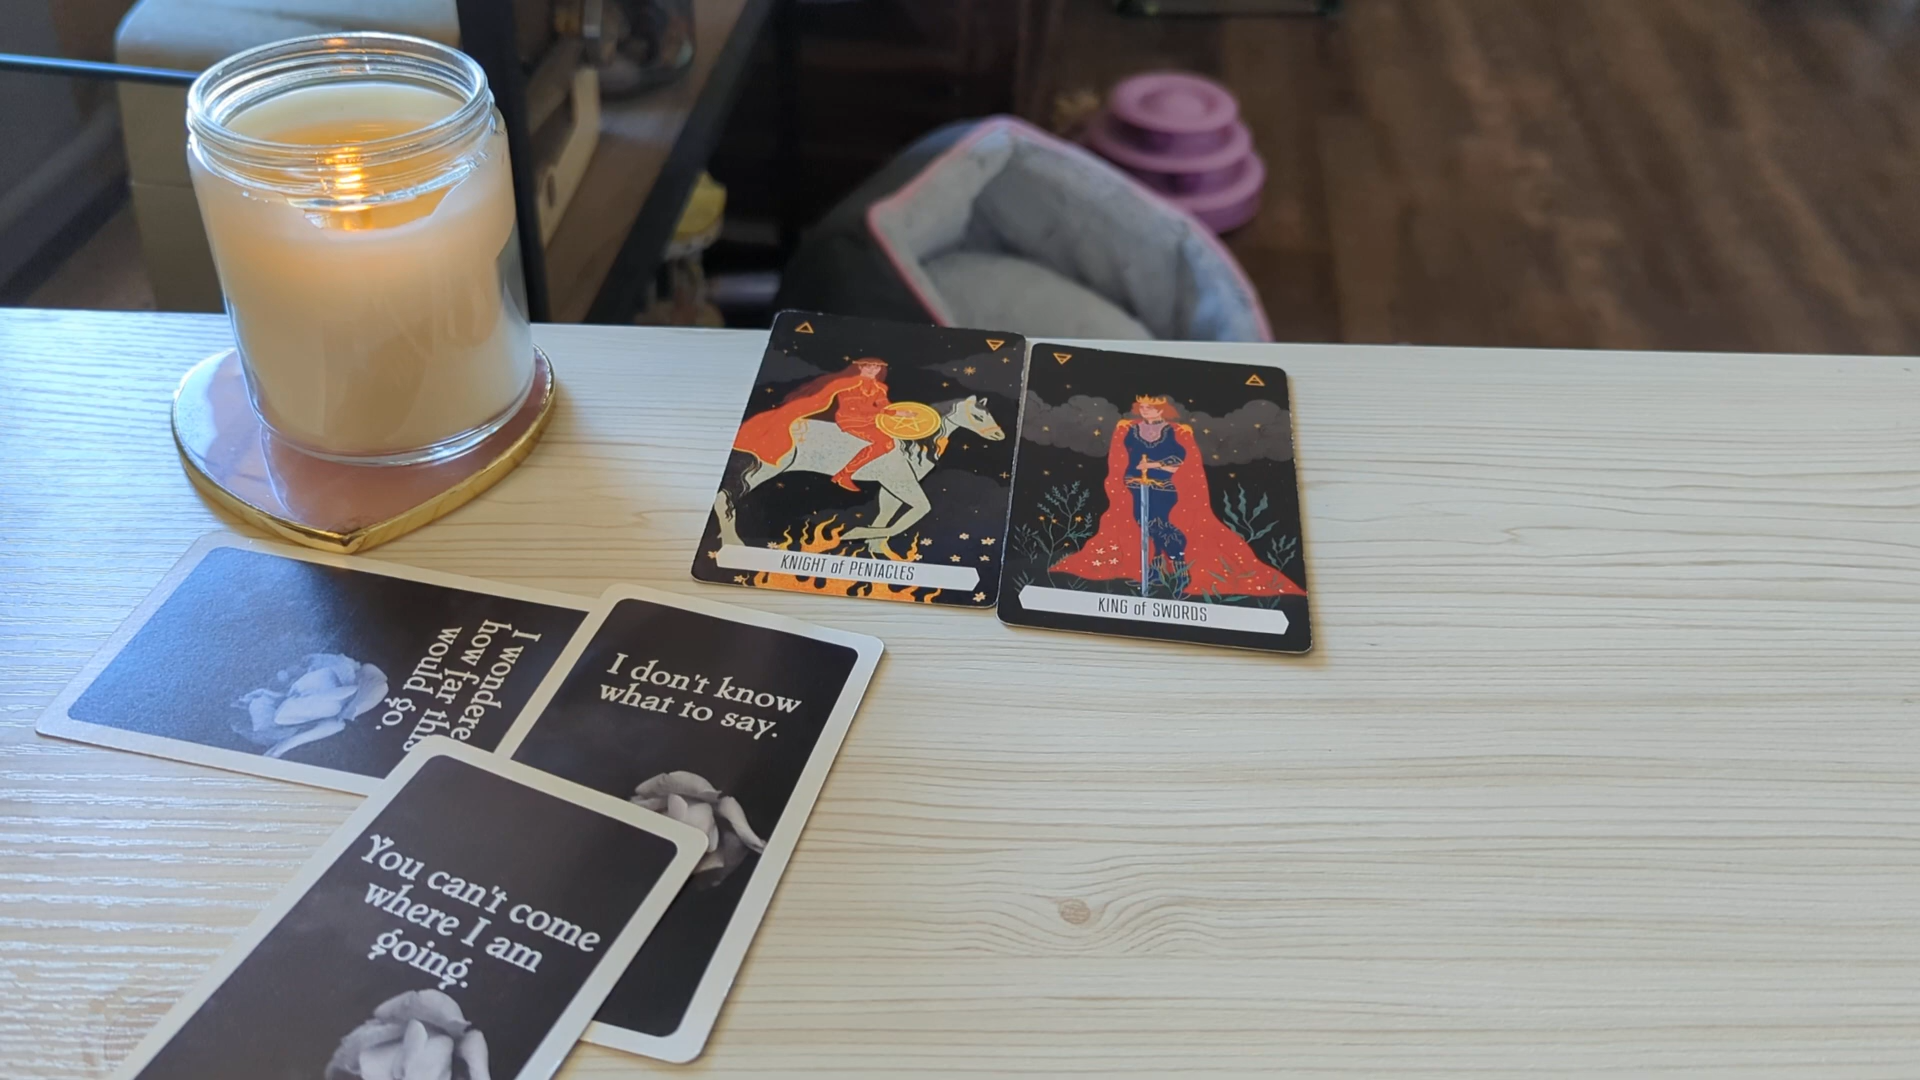 KNIGHT of PENTACLES
KING of SWORDS
I wondered
how far this
would go.
I don't know
what to say.
You can't come
where I am
going.